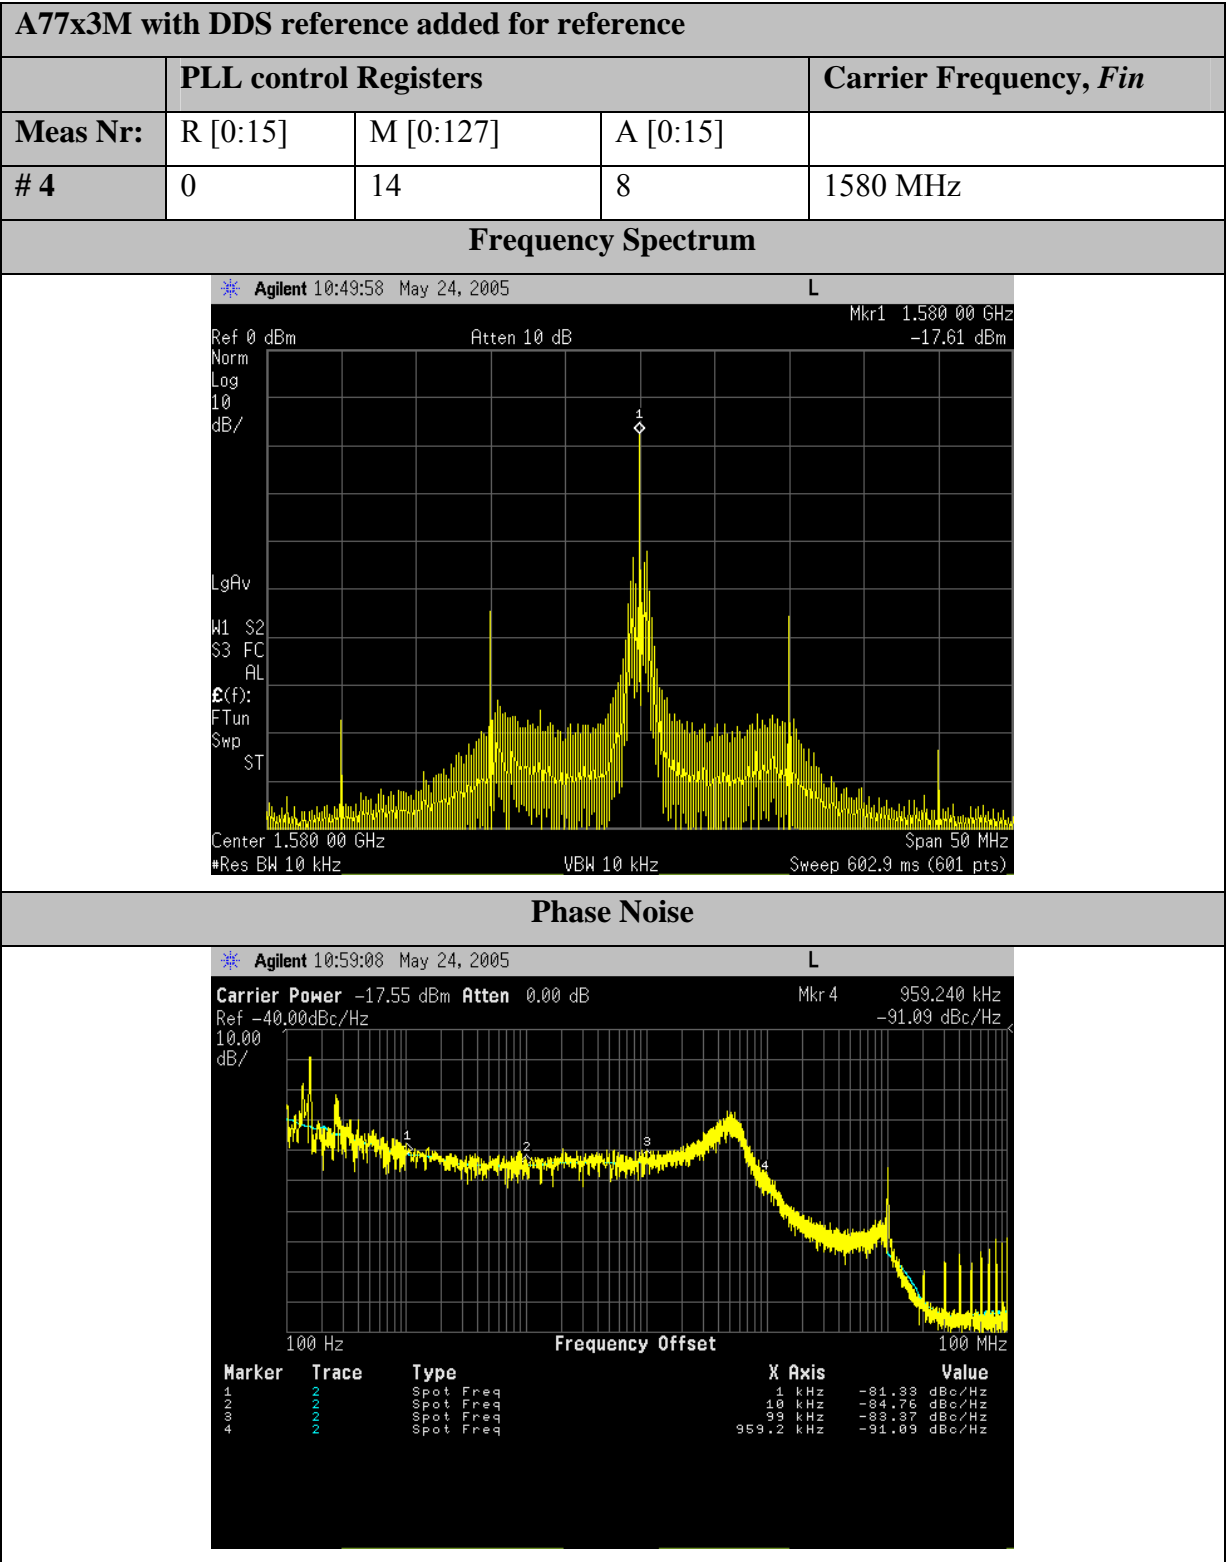 A77x3M with DDS reference added for reference
PLL control Registers Carrier Frequency, Fin
Meas Nr: R [0:15] M [0:127] A [0:15]
# 4 0 14 8 1580 MHz
Frequency Spectrum
Agilent 10:49:58 May 24, 2005 L
Mkr1 1.580 00 GHz
Ref 0 dBm Atten 10 dB -17.61 dBm
Norm
Log
10
dB/
1
LgAv
W1 S2
S3 FC
AL
£(f):
FTun
Swp
ST
Center 1.580 00 GHz Span 50 MHz
#Res BW 10 kHz VBW 10 kHz Sweep 602.9 ms (601 pts)
Phase Noise
Agilent 10:59:08 May 24, 2005 L
Carrier Power -17.55 dBm Atten 0.00 dB Mkr 4 959.240 kHz
Ref -40.00dBc/Hz -91.09 dBc/Hz
10.00
dB/
1
2
3
4
100 Hz Frequency Offset 100 MHz
Marker Trace Type X Axis Value
1 2 Spot Freq 1 kHz -81.33 dBc/Hz
2 2 Spot Freq 10 kHz -84.76 dBc/Hz
3 2 Spot Freq 99 kHz -83.37 dBc/Hz
4 2 Spot Freq 959.2 kHz -91.09 dBc/Hz